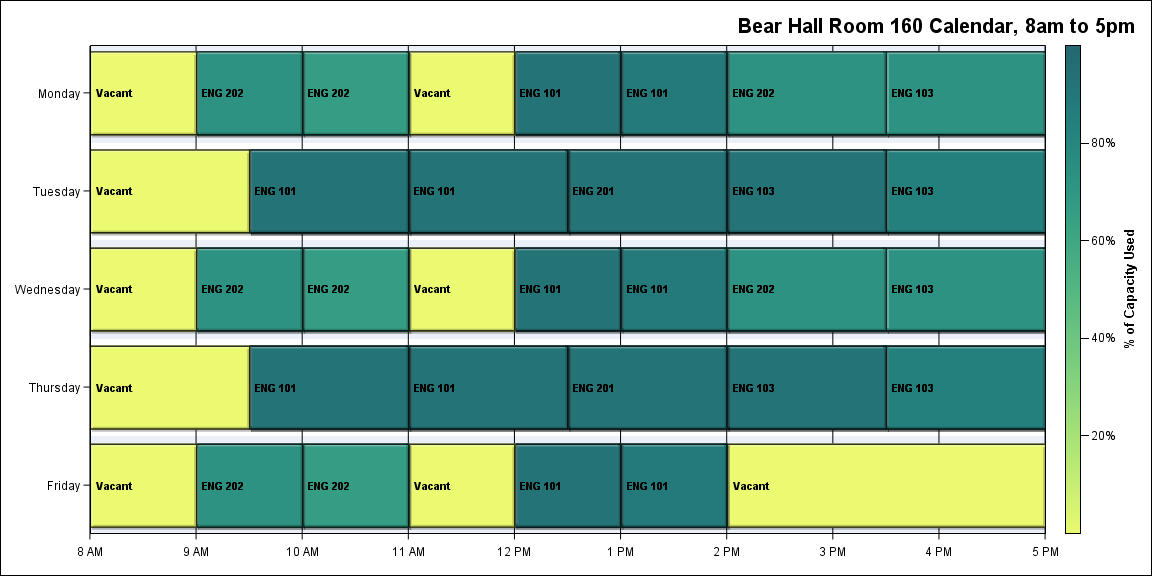 Bear Hall Room 160 Calendar, 8am to 5pm
Monday
Vacant
ENG 202
ENG 202
Vacant
ENG 101
ENG 101
ENG 202
ENG 103
Tuesday
Vacant
ENG 101
ENG 101
ENG 201
ENG 103
ENG 103
Wednesday
Vacant
ENG 202
ENG 202
Vacant
ENG 101
ENG 101
ENG 202
ENG 103
Thursday
Vacant
ENG 101
ENG 101
ENG 201
ENG 103
ENG 103
Friday
Vacant
ENG 202
ENG 202
Vacant
ENG 101
ENG 101
Vacant
8 AM
9 AM
10 AM
11 AM
12 PM
1 PM
2 PM
3 PM
4 PM
5 PM
80%
60%
40%
20%
% of Capacity Used